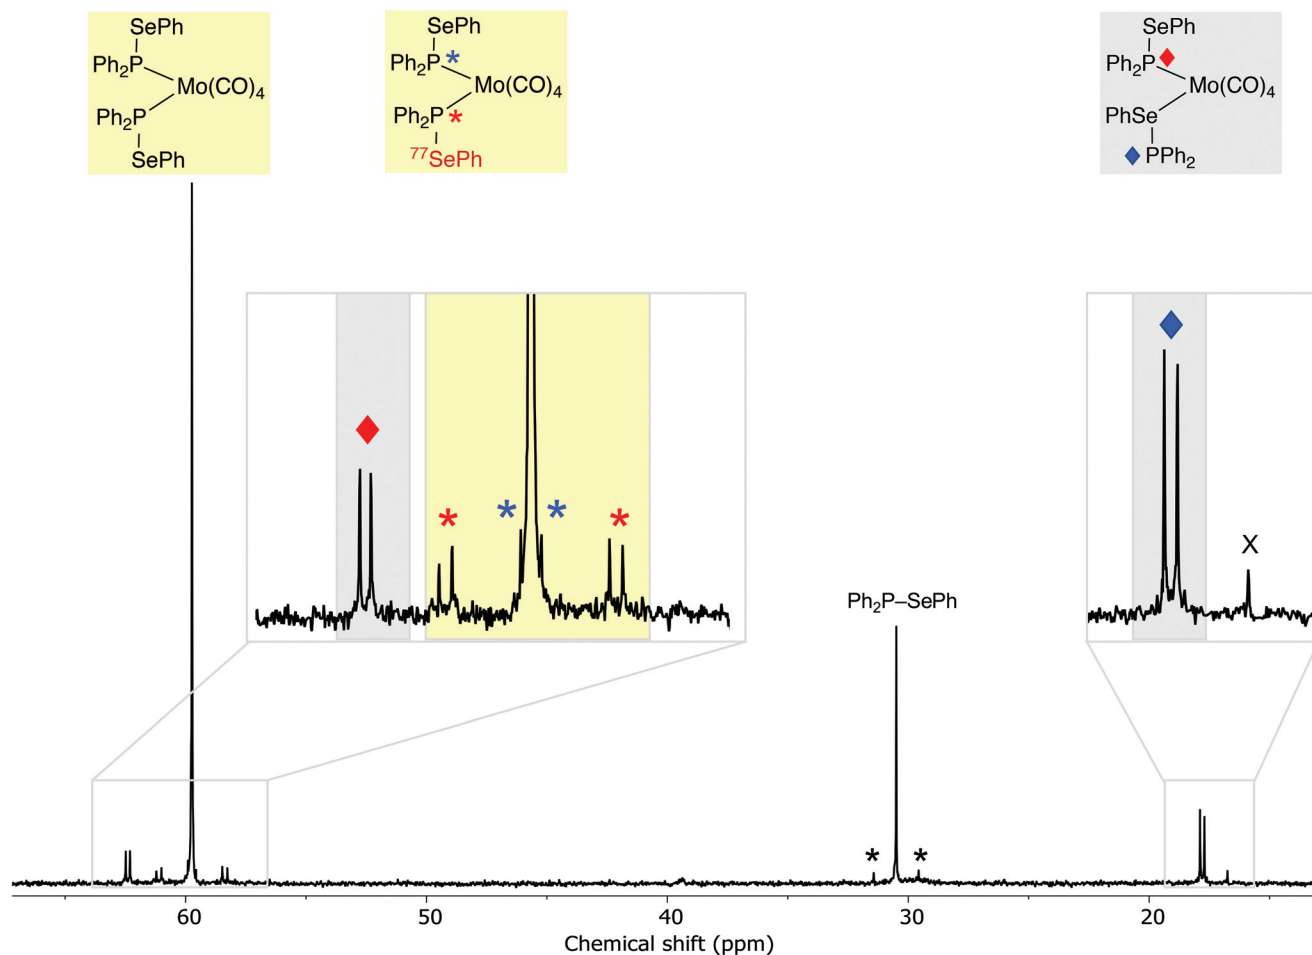 SePh
Ph₂P
Mo(CO)₄
Ph₂P
SePh
SePh
Ph₂P *
Mo(CO)₄
Ph₂P *
⁷⁷SePh
SePh
Ph₂P
Mo(CO)₄
PhSe
PPh₂
* * * *
X
Ph₂P–SePh
* *
60 50 40 30 20
Chemical shift (ppm)